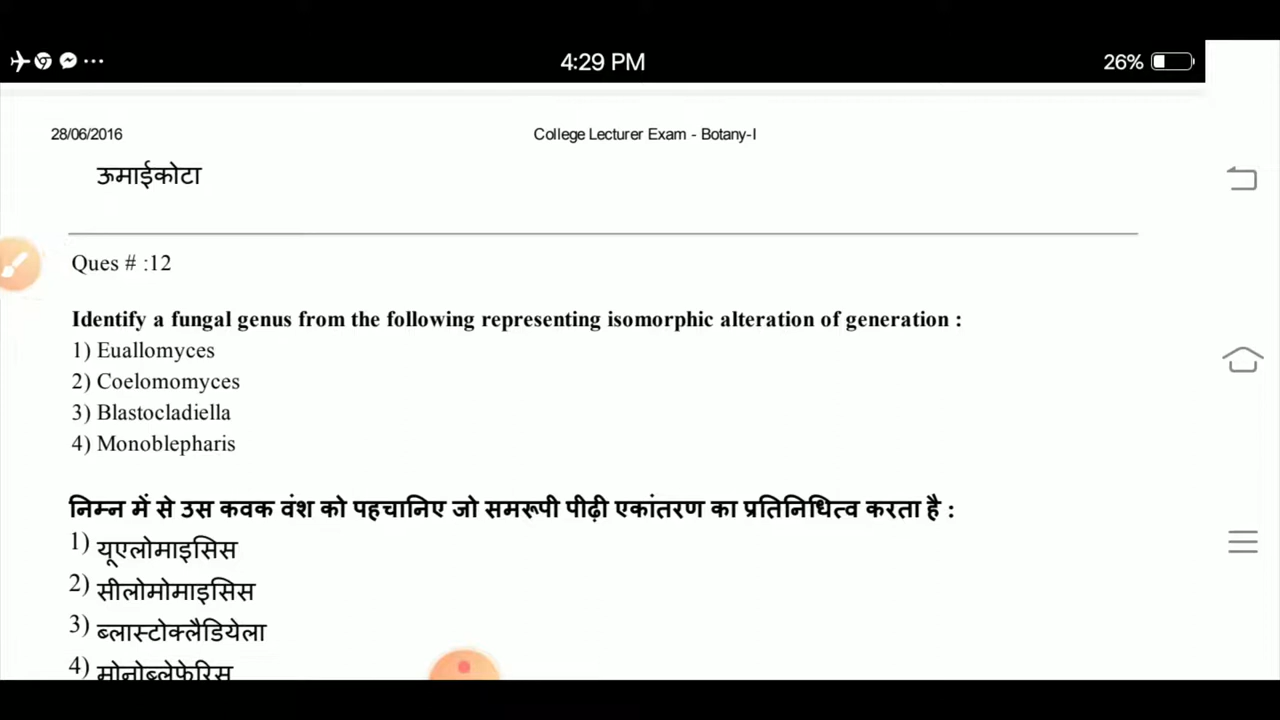 4:29 PM
26%
28/06/2016
College Lecturer Exam - Botany-I
ऊमाईकोटा
Ques # :12
Identify a fungal genus from the following representing isomorphic alteration of generation :
1) Euallomyces
2) Coelomomyces
3) Blastocladiella
4) Monoblepharis
निम्न में से उस कवक वंश को पहचानिए जो समरूपी पीढ़ी एकांतरण का प्रतिनिधित्व करता है :
1) यूएलोमाइसिस
2) सीलोमोमाइसिस
3) ब्लास्टोक्लैडियेला
4) मोनोब्लेफेरिस